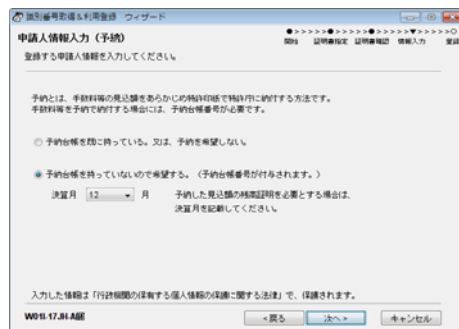 識別番号取得&利用登録 ウィザード
申請人情報入力 (予納)
●>>>>>●>>>>>●>>>>>▼>>>>>○
開始 証明書指定 証明書確認 情報入力 登録
登録する申請人情報を入力してください。
予納とは、手数料等の見込額をあらかじめ特許印紙で特許庁に納付する方法です。
手数料等を予納で納付する場合には、予納台帳番号が必要です。
予納台帳を既に持っている。又は、予納を希望しない。
予納台帳を持っていないので希望する。(予納台帳番号が付与されます。)
決算月 12 月 予納した見込額の残高証明を必要とする場合は、
決算月を記載してください。
入力した情報は「行政機関の保有する個人情報の保護に関する法律」で、保護されます。
W01I-17.JH-A版 <戻る 次へ> キャンセル